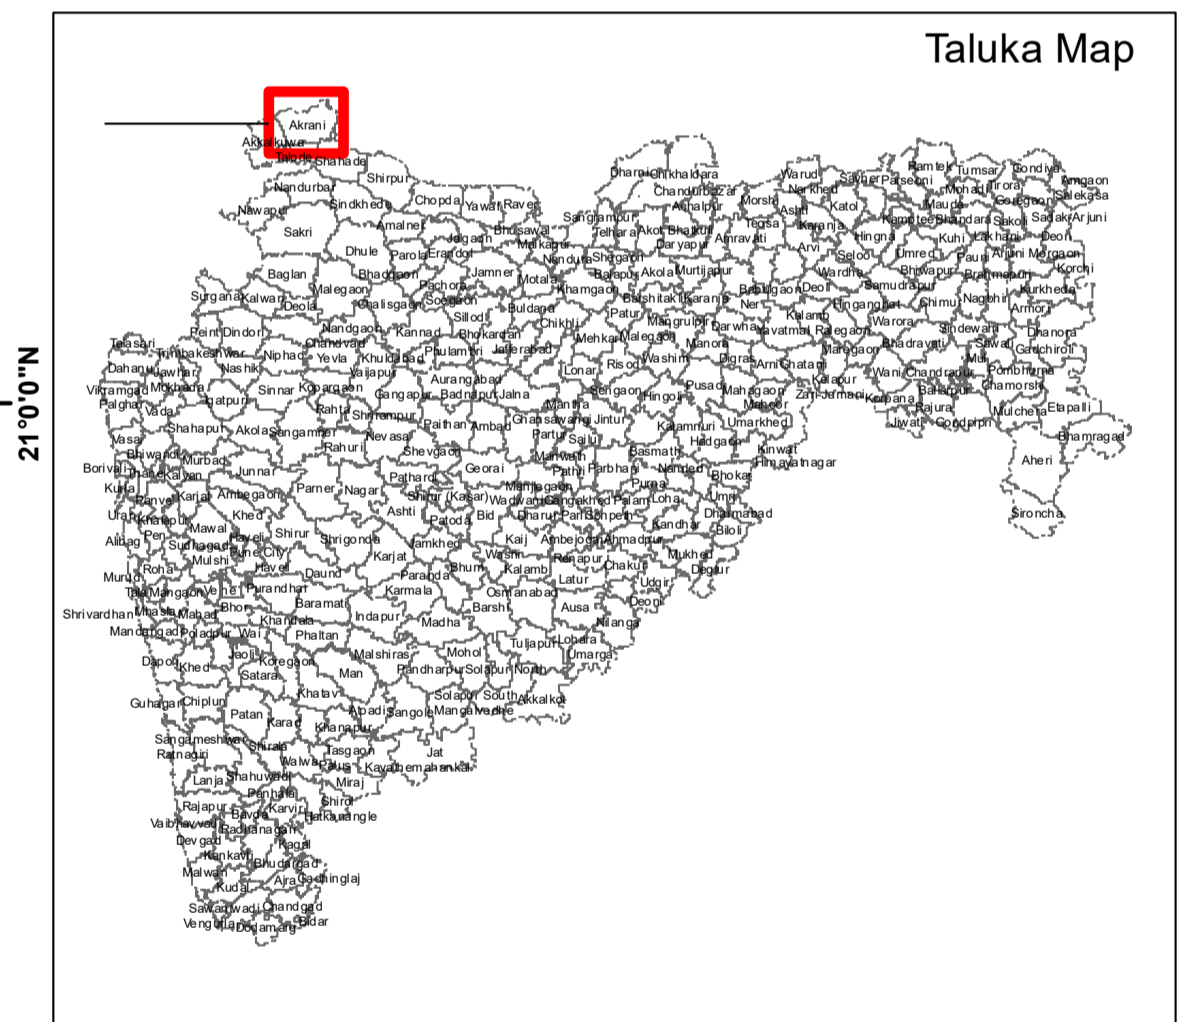 Taluka Map
21°0'0"N
Akrani
Akkalkuwa
Talode Shahade
Shirpur
Nandurbar
Sindkhede
Chopda
Yawal Raver
Nawapur
Sakri
Amalner
Dhule
Parola Erandol
Jalgaon
Bhusawal
Malkapur
Dharni Chikhaldara
Chandurbazar
Achalpur
Sangrampur
Telhara Akot Bhatkuli
Daryapur
Amravati
Morshi
Warud
Narkhed
Ashti
Katol
Savner Parseoni
Ramtek
Tumsar
Gondiya
Amgaon
Salekasa
Mohadi
Tirora
Goregaon
Mauda
Kamptee Bhandara
Sakoli
Sadak Arjuni
Teosa
Karanja
Hingna
Kuhi
Lakhani
Deori
Arvi
Seloo
Umred
Pauni
Arjuni Morgaon
Korchi
Nandura Shegaon
Balapur Akola Murtijapur
Wardha
Bhiwapur
Brahmapuri
Baglan
Malegaon
Bhadgaon
Pachora
Jamner
Motala
Khamgaon
Barshitakli Karanja
Babulgaon
Ner
Deoli
Samudrapur
Kurkheda
Surgana Kalwan
Deola
Chalisgaon
Soegaon
Buldana
Patur
Hinganghat
Chimur
Nagbhir
Armori
Sillod
Chikhli
Mangrulpir
Darwha
Kalamb
Warora
Peint Dindori
Nandgaon
Chandvad
Kannad
Bhokardan
Mehkar Malegaon
Manora
Yavatmal Ralegaon
Sindewahi
Dhanora
Talasari
Trimbakeshwar
Niphad
Yevla
Khuldabad
Phulambri
Jafferabad
Risod
Washim
Digras
Maregaon
Bhadravati
Sawali
Gadchiroli
Dahanu
Jawhar
Nashik
Vaijapur
Aurangabad
Lonar
Arni Ghatanji
Kelapur
Wani
Chandrapur
Mul
Pombhurna
Vikramgad
Mokhada
Igatpuri
Sinnar
Kopargaon
Gangapur
Badnapur Jalna
Sengaon
Hingoli
Pusad
Mahagaon
Zari-Jamani
Korpana
Ballarpur
Chamorshi
Palghar
Vada
Rahta
Shrirampur
Mantha
Mahoor
Rajura
Mulchera Etapalli
Shahapur
Akola Sangamner
Nevasa
Paithan
Ambad
Ghansawangi Jintur
Kalamnuri
Umarkhed
Jiwati
Gondpipri
Vasai
Rahuri
Shevgaon
Partur Sailu
Basmath
Hadgaon
Kinwat
Bhamragad
Bhiwandi
Murbad
Georai
Manwath
Pathri Parbhani
Nanded
Himayatnagar
Aheri
Borivali
Thane
Kalyan
Junnar
Pathardi
Purna
Bhokar
Kurla
Parner
Nagar
Shirur (Kasar)
Wadwani
Gangakhed Palam Loha
Umri
Panvel Karjat
Ambegaon
Majlegaon
Uran
Khalapur
Khed
Ashti
Patoda
Bid
Dharur
Sonpeth
Dharmabad
Sironcha
Alibag
Pen
Mawal
Haveli
Shirur
Shrigonda
Jamkhed
Kaij
Ambejogai Ahmadpur
Kandhar
Biloli
Sudhagad
Pune City
Karjat
Washi
Renapur
Mukhed
Roha
Mulshi
Haveli
Daund
Paranda
Bhum
Kalamb
Chakur
Deglur
Murud
Latur
Udgir
Tala Mangaon
Velhe
Purandhar
Karmala
Osmanabad
Shrivardhan
Mhasla
Mahad
Bhor
Baramati
Indapur
Barshi
Ausa
Deoni
Khandala
Madha
Nilanga
Mandangad
Poladpur
Wai
Phaltan
Tuljapur
Lohara
Dapoli
Khed
Jaoli
Koregaon
Malshiras
Mohol
Umarga
Satara
Man
Pandharpur
Solapur North
Guhagar
Chiplun
Khatav
Solapur South
Akkalkot
Patan
Karad
Atpadi
Sangole
Mangalvedhe
Khanapur
Sangameshwar
Ratnagiri
Shirala
Tasgaon
Jat
Walwa
Palus
Kavathemahankal
Lanja
Shahuwadi
Miraj
Panhala
Shirol
Rajapur
Karvir
Hatkanangle
Vaibhavvadi
Bavda
Radhanagari
Devgad
Kagal
Kankavli
Bhudargad
Malwan
Ajra
Gadhinglaj
Kudal
Sawantwadi
Chandgad
Vengurla
Dodamarg
Bidar